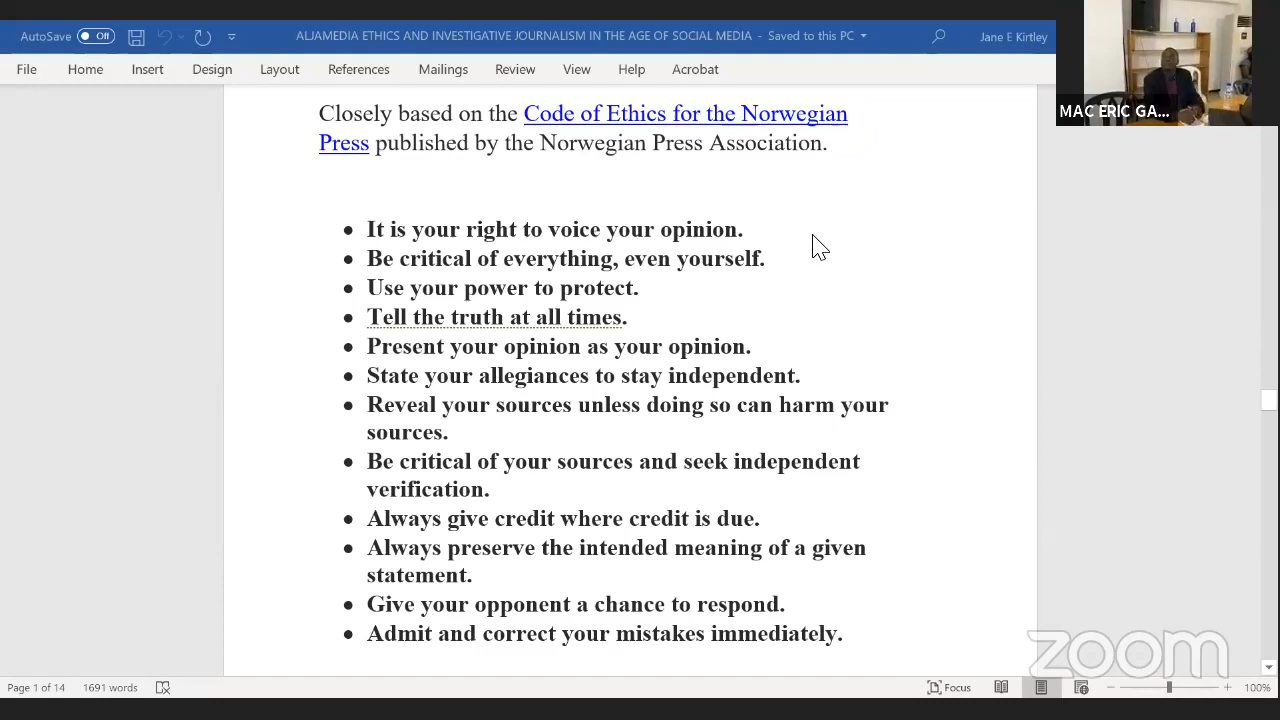 AutoSave Off
ALJAMEDIA ETHICS AND INVESTIGATIVE JOURNALISM IN THE AGE OF SOCIAL MEDIA - Saved to this PC
Jane E Kirtley
File Home Insert Design Layout References Mailings Review View Help Acrobat
MAC ERIC GA...
Closely based on the Code of Ethics for the Norwegian
Press published by the Norwegian Press Association.
• It is your right to voice your opinion.
• Be critical of everything, even yourself.
• Use your power to protect.
• Tell the truth at all times.
• Present your opinion as your opinion.
• State your allegiances to stay independent.
• Reveal your sources unless doing so can harm your
sources.
• Be critical of your sources and seek independent
verification.
• Always give credit where credit is due.
• Always preserve the intended meaning of a given
statement.
• Give your opponent a chance to respond.
• Admit and correct your mistakes immediately.
zoom
Page 1 of 14 1691 words
Focus
100%